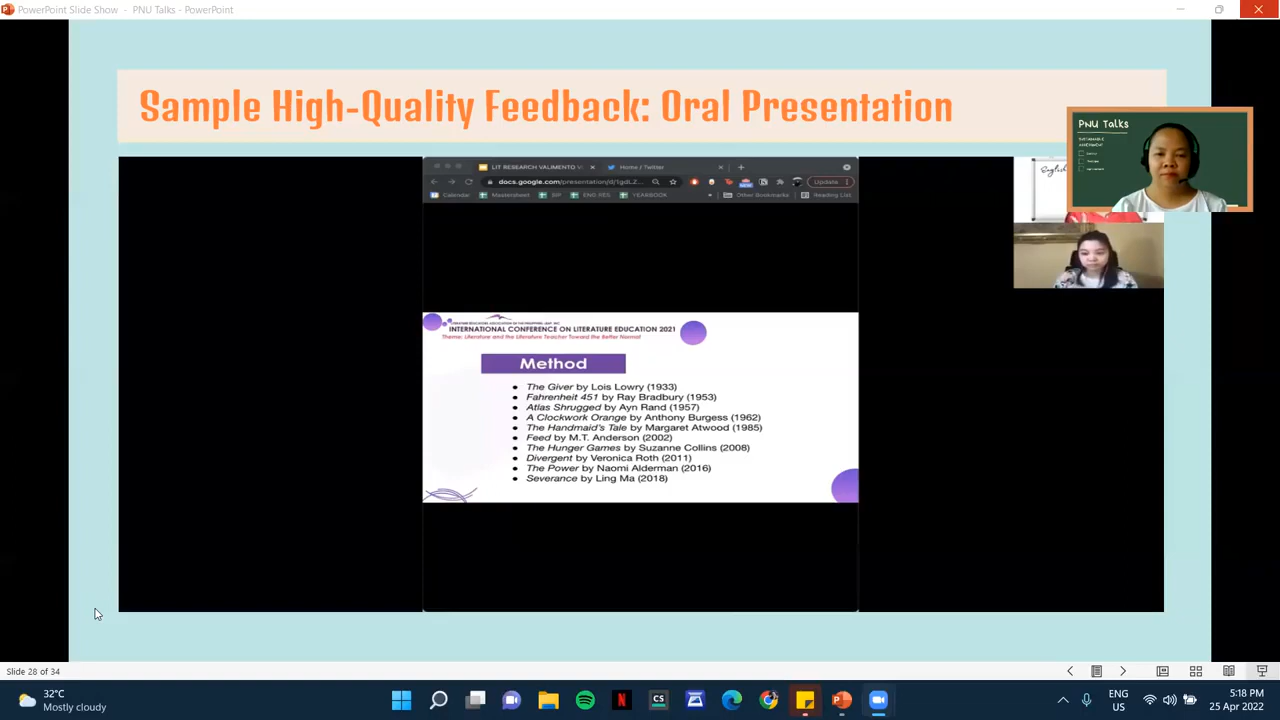 PowerPoint Slide Show - PNU Talks - PowerPoint
Sample High-Quality Feedback: Oral Presentation
PNU Talks
English
LIT RESEARCH VALIMENTO V
Home / Twitter
docs.google.com/presentation/d/1gdLZ...
Update
Calendar
Mastersheet
SIP
ENG RES
YEARBOOK
Other Bookmarks
Reading List
INTERNATIONAL CONFERENCE ON LITERATURE EDUCATION 2021
Theme: Literature and the Literature Teacher Toward the Better Normal
Method
• The Giver by Lois Lowry (1933)
• Fahrenheit 451 by Ray Bradbury (1953)
• Atlas Shrugged by Ayn Rand (1957)
• A Clockwork Orange by Anthony Burgess (1962)
• The Handmaid's Tale by Margaret Atwood (1985)
• Feed by M.T. Anderson (2002)
• The Hunger Games by Suzanne Collins (2008)
• Divergent by Veronica Roth (2011)
• The Power by Naomi Alderman (2016)
• Severance by Ling Ma (2018)
Slide 28 of 34
32°C
Mostly cloudy
CS
ENG
US
5:18 PM
25 Apr 2022